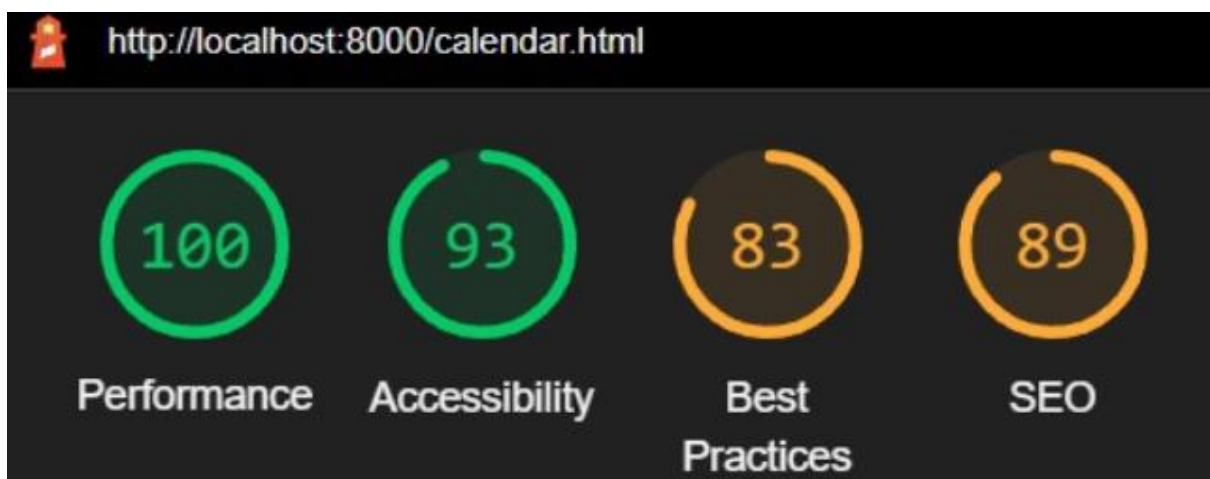 http://localhost:8000/calendar.html
100
93
83
89
Performance
Accessibility
Best
Practices
SEO